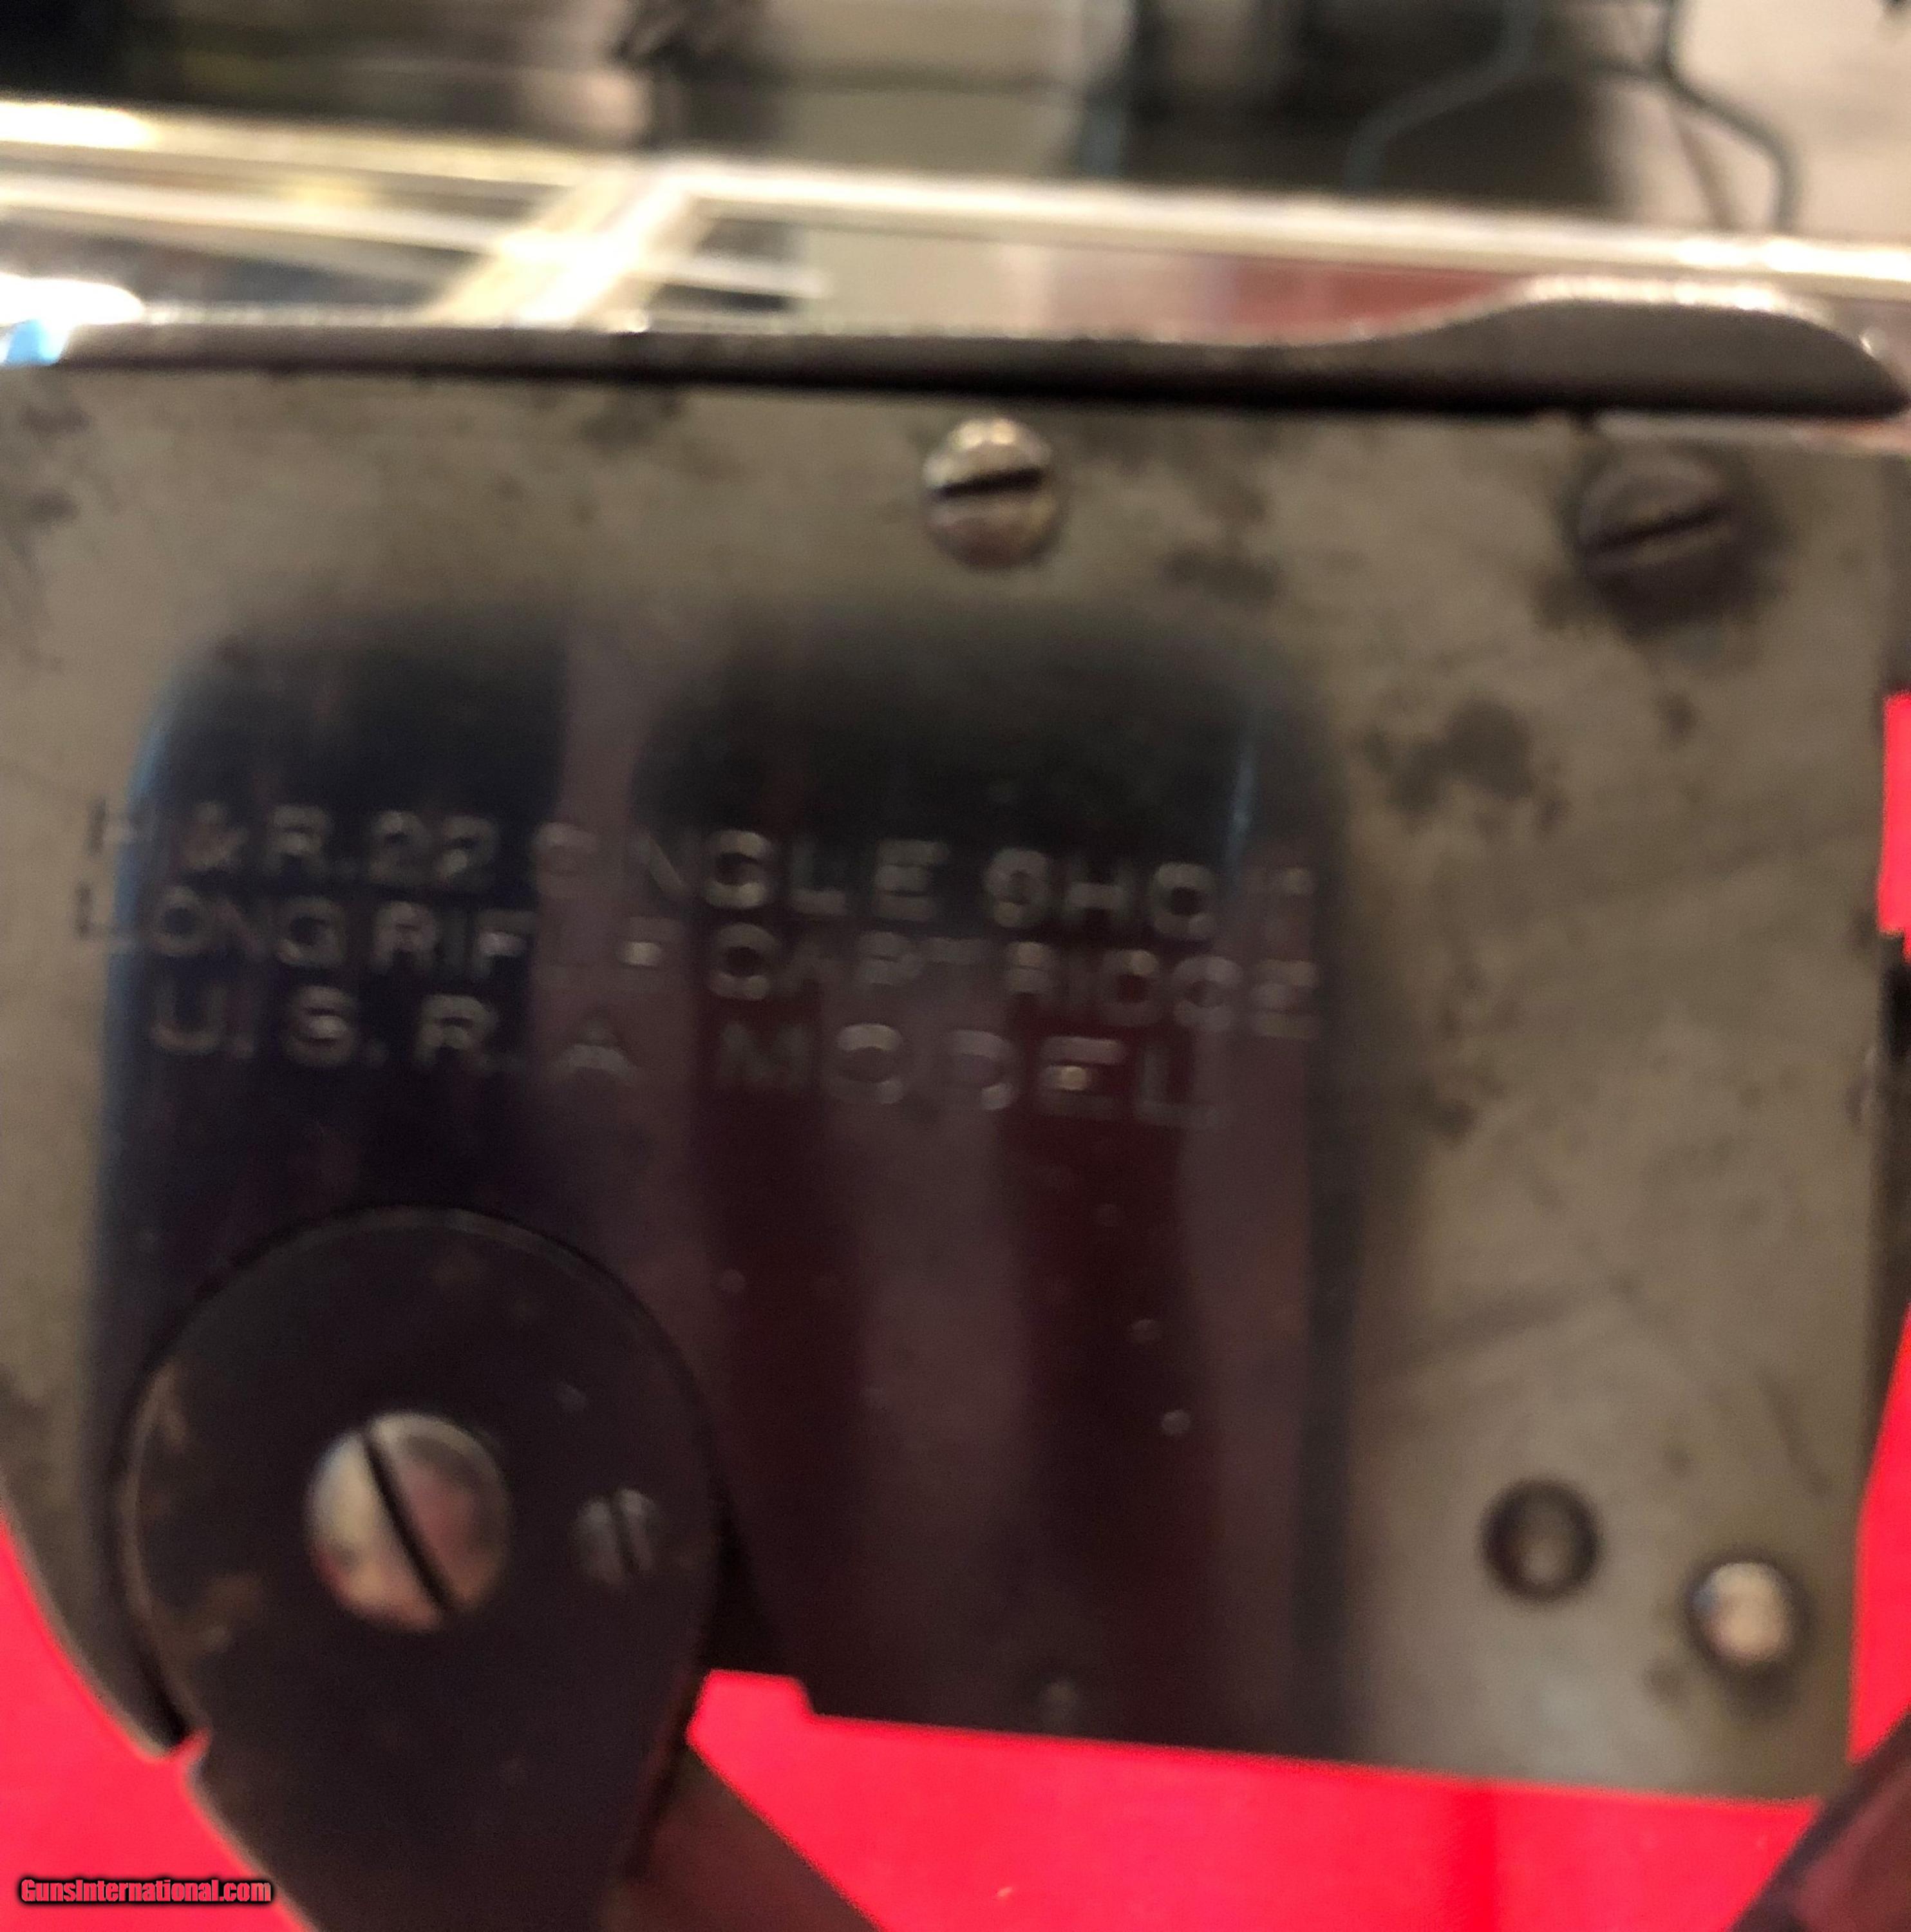 H & R. 22 SINGLE SHOT
LONG RIFLE CARTRIDGE
U. S. R. A MODEL
GunsInternational.com